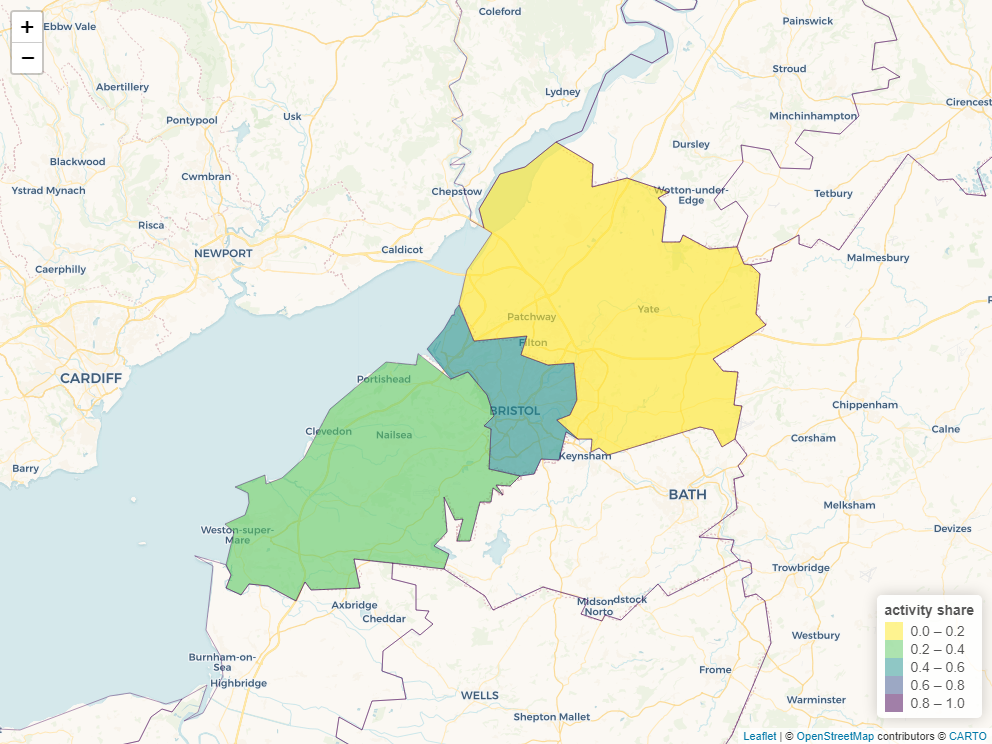 +
−
Coleford
Painswick
Ebbw Vale
Stroud
Abertillery
Lydney
Cirencest
Usk
Minchinhampton
Pontypool
Dursley
Blackwood
Cwmbran
Ystrad Mynach
Chepstow
Wotton-under-
Edge
Tetbury
Risca
NEWPORT
Caldicot
Malmesbury
Caerphilly
Patchway
Yate
Filton
CARDIFF
Portishead
BRISTOL
Chippenham
Clevedon
Nailsea
Calne
Corsham
Keynsham
Barry
BATH
Melksham
Weston-super-
Mare
Devizes
Trowbridge
Midson
dstock
Norto
Axbridge
Cheddar
Westbury
Burnham-on-
Sea
Highbridge
Frome
WELLS
Warminster
Shepton Mallet
activity share
0.0 – 0.2
0.2 – 0.4
0.4 – 0.6
0.6 – 0.8
0.8 – 1.0
Leaflet | © OpenStreetMap contributors © CARTO